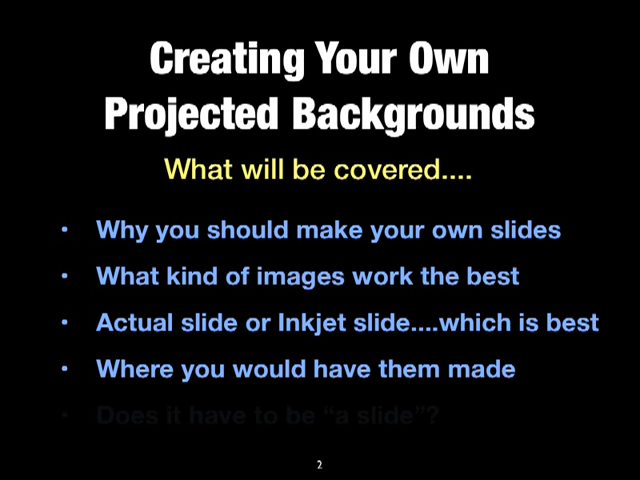 Creating Your Own
Projected Backgrounds
What will be covered....
• Why you should make your own slides
• What kind of images work the best
• Actual slide or Inkjet slide....which is best
• Where you would have them made
• Does it have to be “a slide”?
2